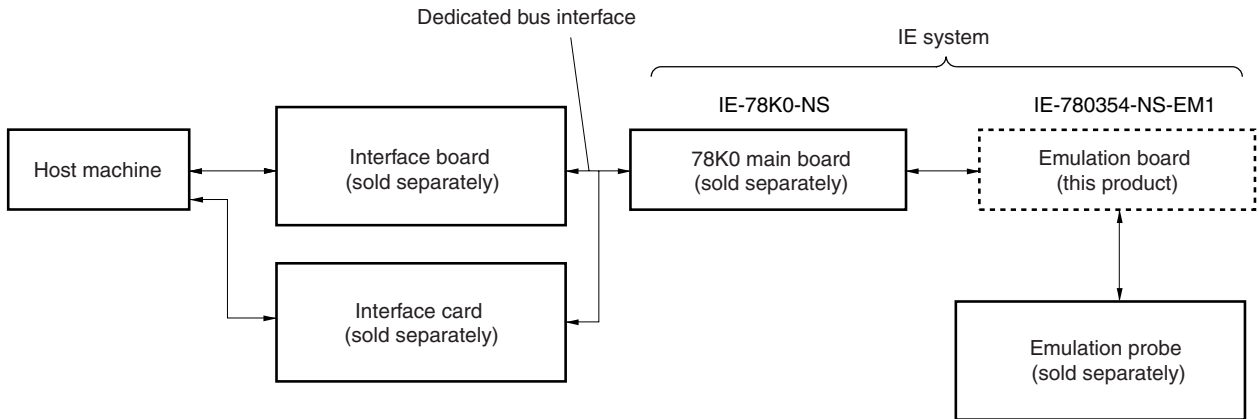 Dedicated bus interface
IE system
IE-78K0-NS
IE-780354-NS-EM1
Host machine
Interface board
(sold separately)
78K0 main board
(sold separately)
Emulation board
(this product)
Interface card
(sold separately)
Emulation probe
(sold separately)